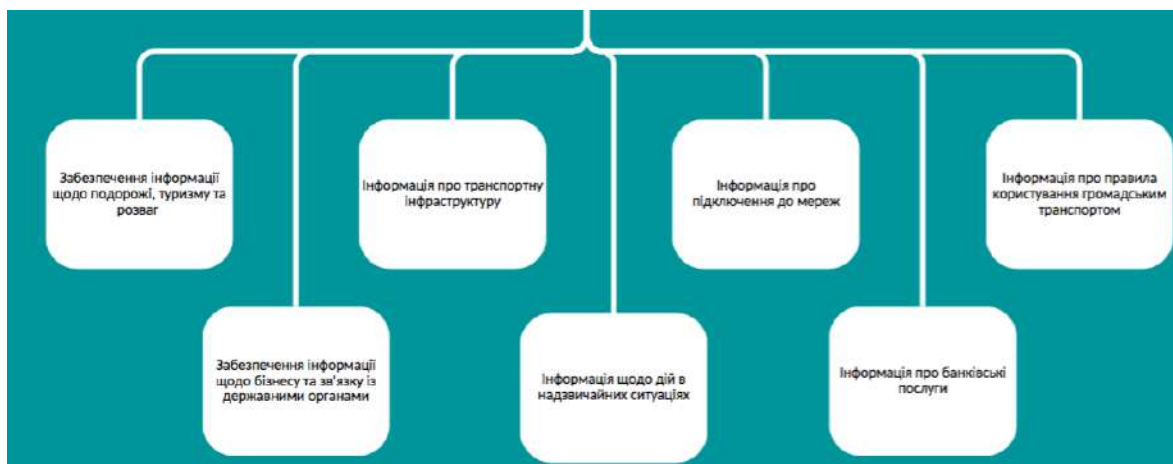 Забезпечення інформації
щодо подорожі, туризму та
розваг
Інформація про транспортну
інфраструктуру
Інформація про
підключення до мереж
Інформація про правила
користування громадським
транспортом
Забезпечення інформації
щодо бізнесу та зв'язку із
державними органами
Інформація щодо дій в
надзвичайних ситуаціях
Інформація про банківські
послуги